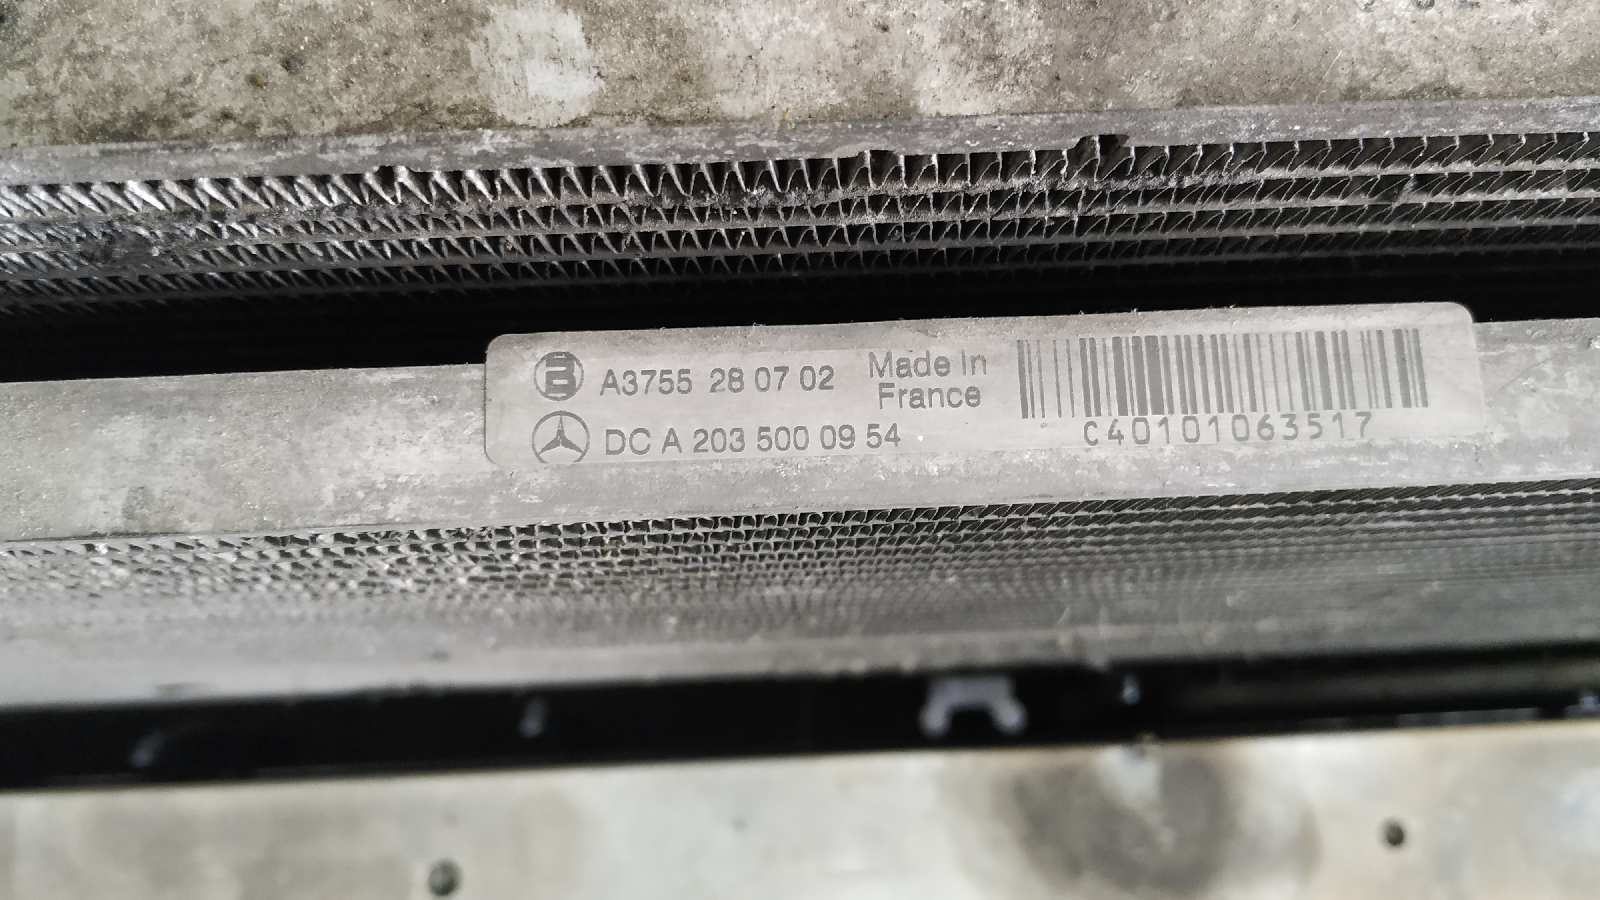 A3755 28 07 02
DC A 203 500 09 54
Made In
France
C40101063517